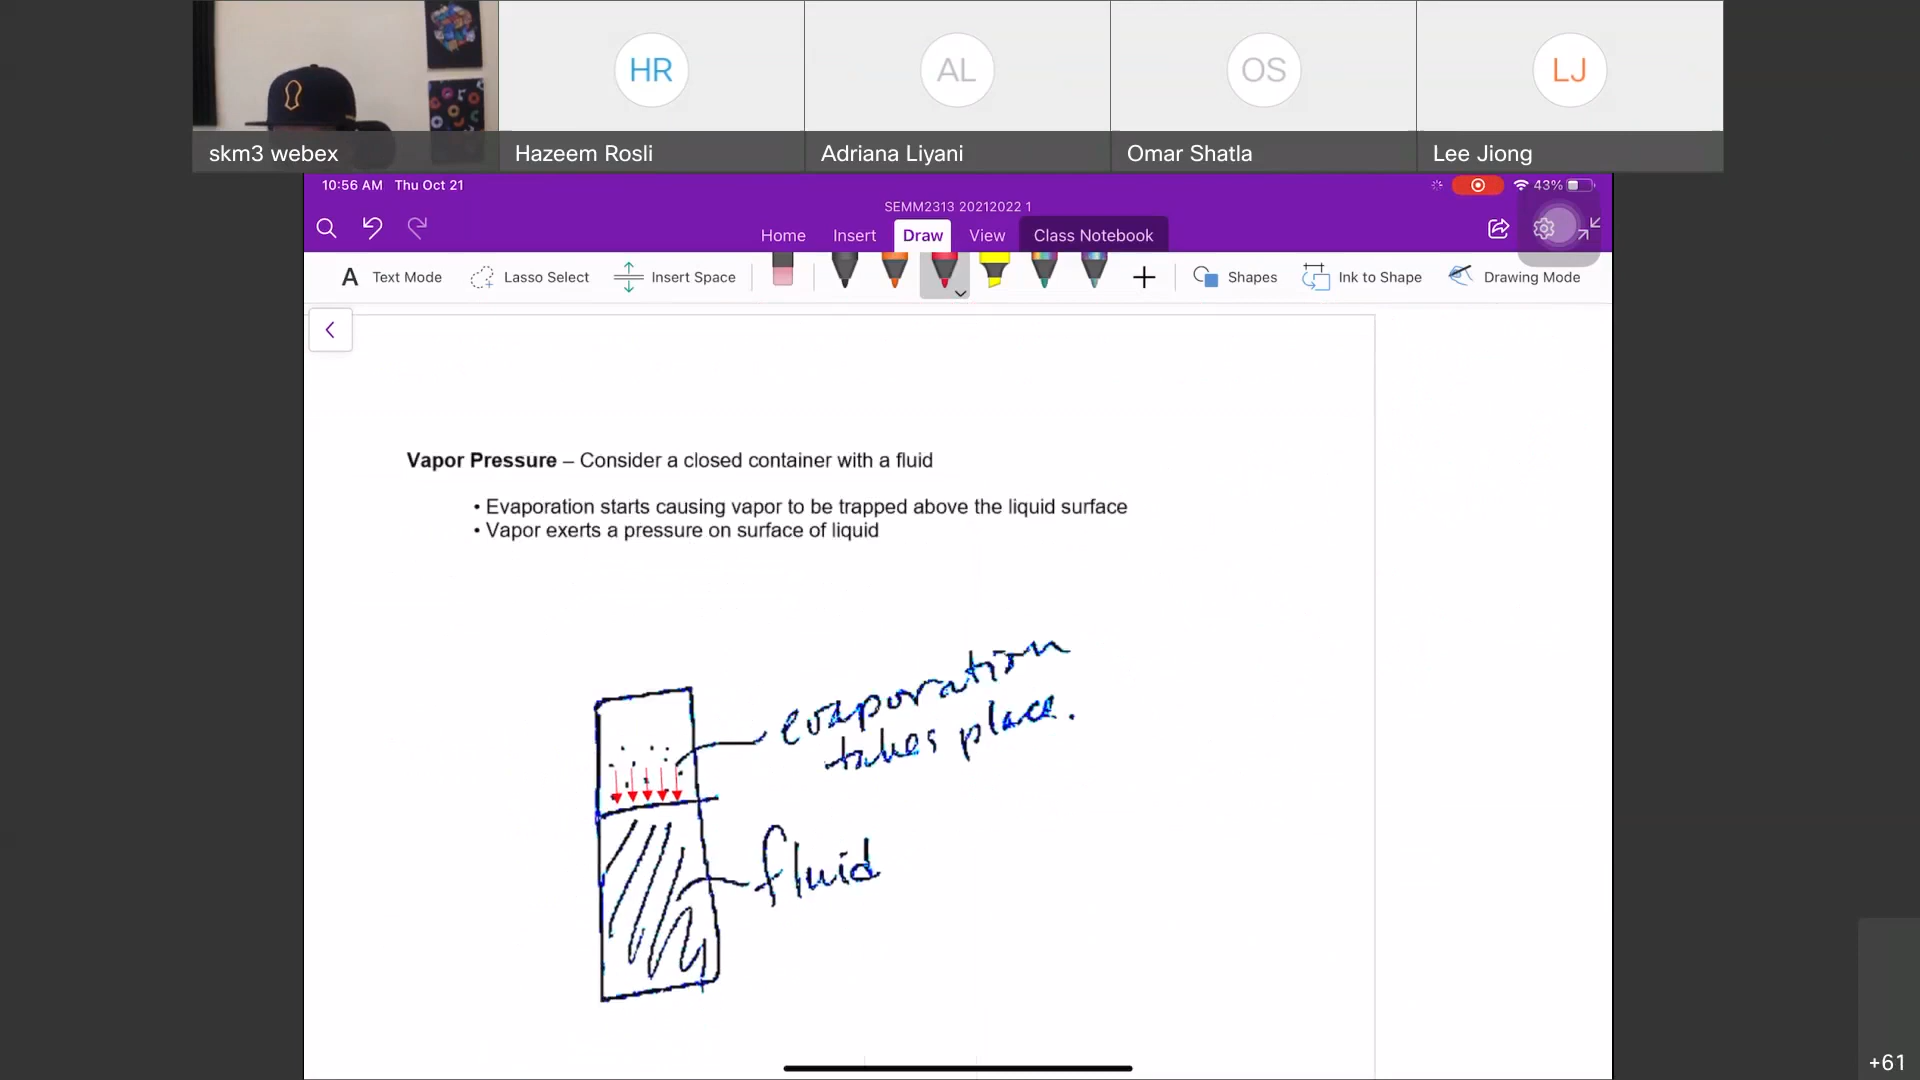 HR
AL
OS
LJ
skm3 webex
Hazeem Rosli
Adriana Liyani
Omar Shatla
Lee Jiong
10:56 AM Thu Oct 21
43%
SEMM2313 20212022 1
Home
Insert
Draw
View
Class Notebook
A Text Mode
Lasso Select
Insert Space
Shapes
Ink to Shape
Drawing Mode
Vapor Pressure – Consider a closed container with a fluid
• Evaporation starts causing vapor to be trapped above the liquid surface
• Vapor exerts a pressure on surface of liquid
evaporation
takes place.
fluid
+61